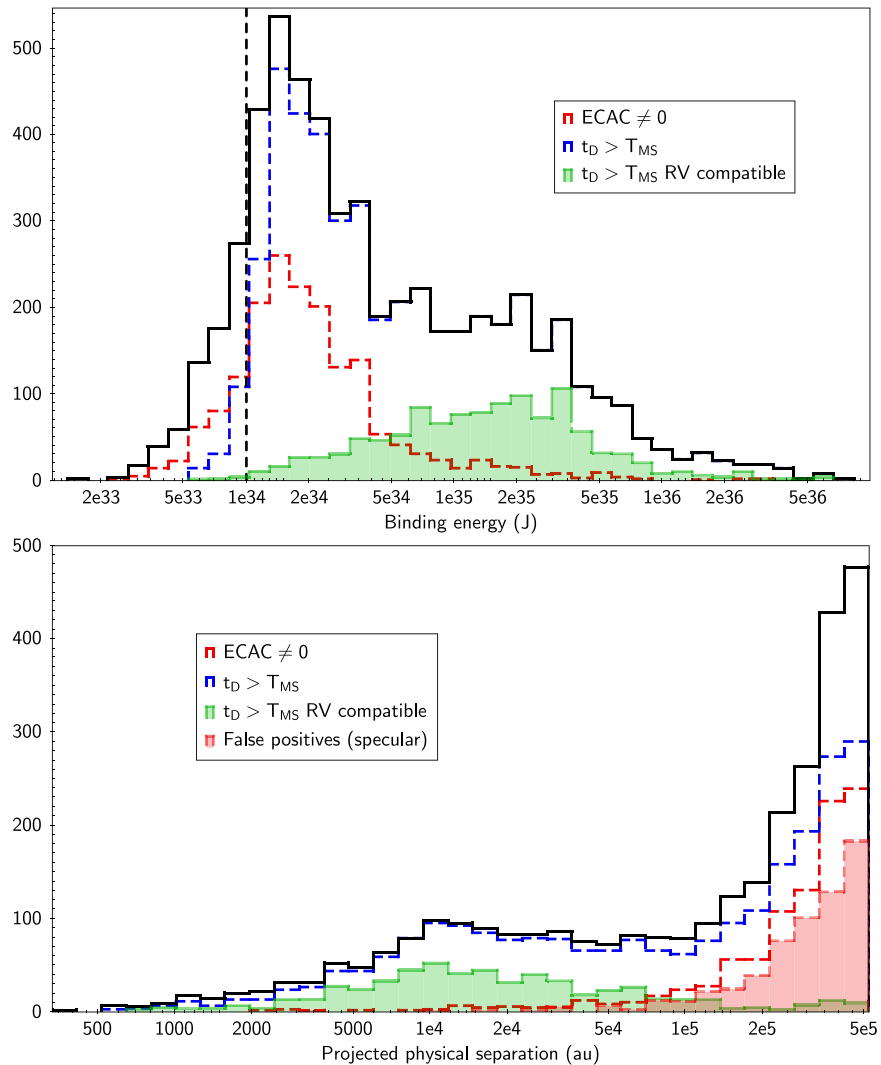 500
400
300
200
100
0
ECAC ≠ 0
t_D > T_MS
t_D > T_MS RV compatible
2e33 5e33 1e34 2e34 5e34 1e35 2e35 5e35 1e36 2e36 5e36
Binding energy (J)
500
400
300
200
100
0
ECAC ≠ 0
t_D > T_MS
t_D > T_MS RV compatible
False positives (specular)
500 1000 2000 5000 1e4 2e4 5e4 1e5 2e5 5e5
Projected physical separation (au)